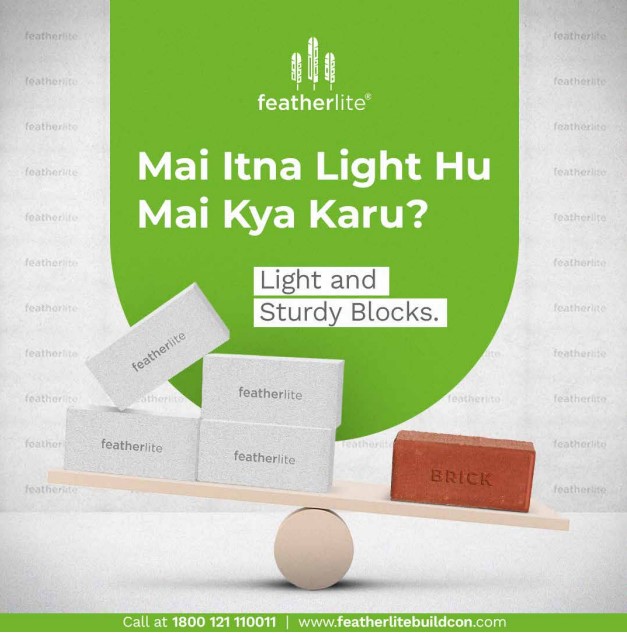 featherlite®
Mai Itna Light Hu
Mai Kya Karu?
Light and
Sturdy Blocks.
featherlite
featherlite
featherlite
featherlite
BRICK
Call at 1800 121 110011 | www.featherlitebuildcon.com